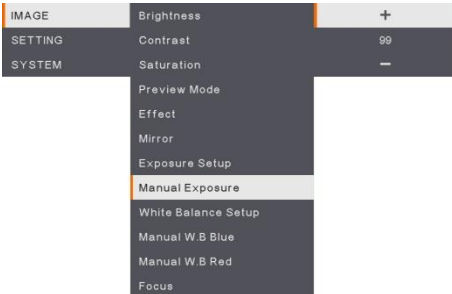 IMAGE
SETTING
SYSTEM
Brightness
Contrast
Saturation
Preview Mode
Effect
Mirror
Exposure Setup
Manual Exposure
White Balance Setup
Manual W.B Blue
Manual W.B Red
Focus
+
99
−